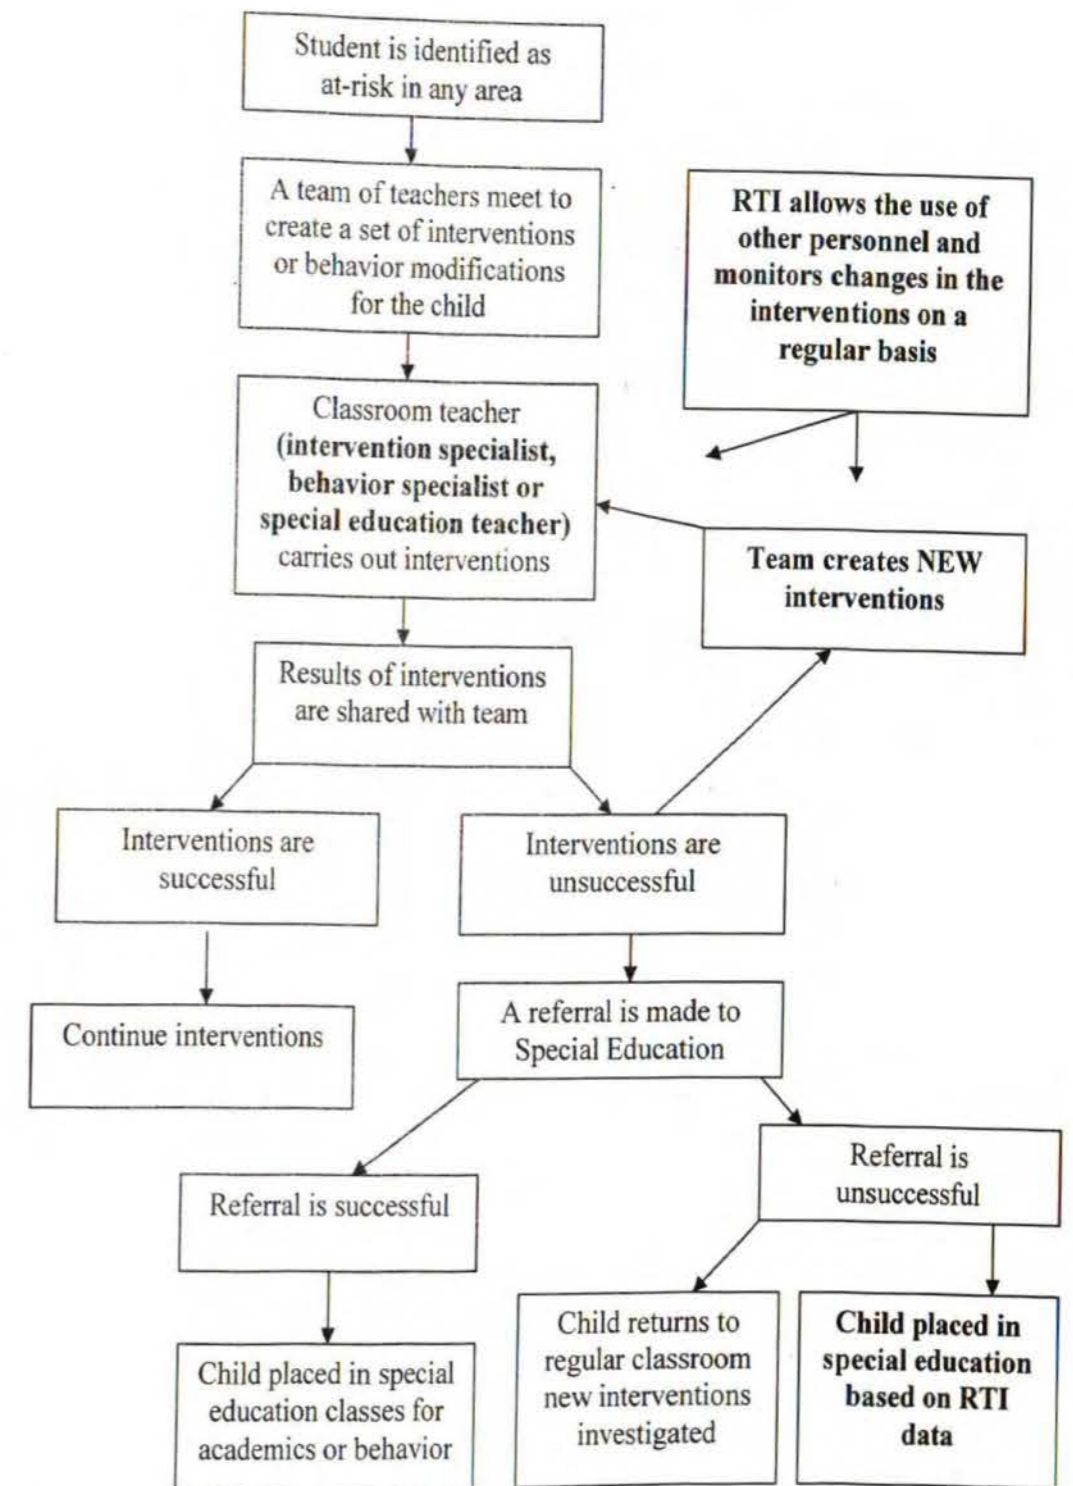 Student is identified as
at-risk in any area
A team of teachers meet to
create a set of interventions
or behavior modifications
for the child
RTI allows the use of
other personnel and
monitors changes in the
interventions on a
regular basis
Classroom teacher
(intervention specialist,
behavior specialist or
special education teacher)
carries out interventions
Team creates NEW
interventions
Results of interventions
are shared with team
Interventions are
successful
Interventions are
unsuccessful
Continue interventions
A referral is made to
Special Education
Referral is successful
Referral is
unsuccessful
Child placed in special
education classes for
academics or behavior
Child returns to
regular classroom
new interventions
investigated
Child placed in
special education
based on RTI
data